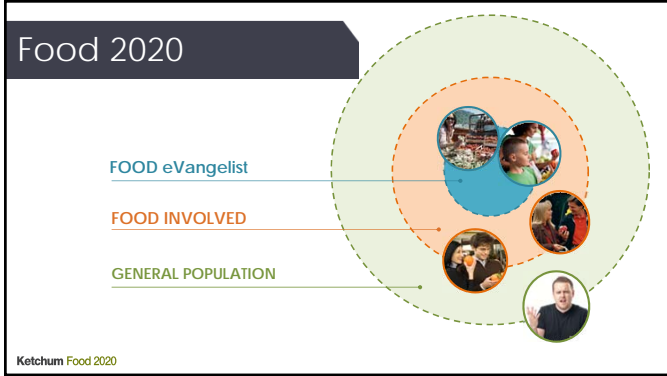 Food 2020
FOOD eVangelist
FOOD INVOLVED
GENERAL POPULATION
Ketchum Food 2020